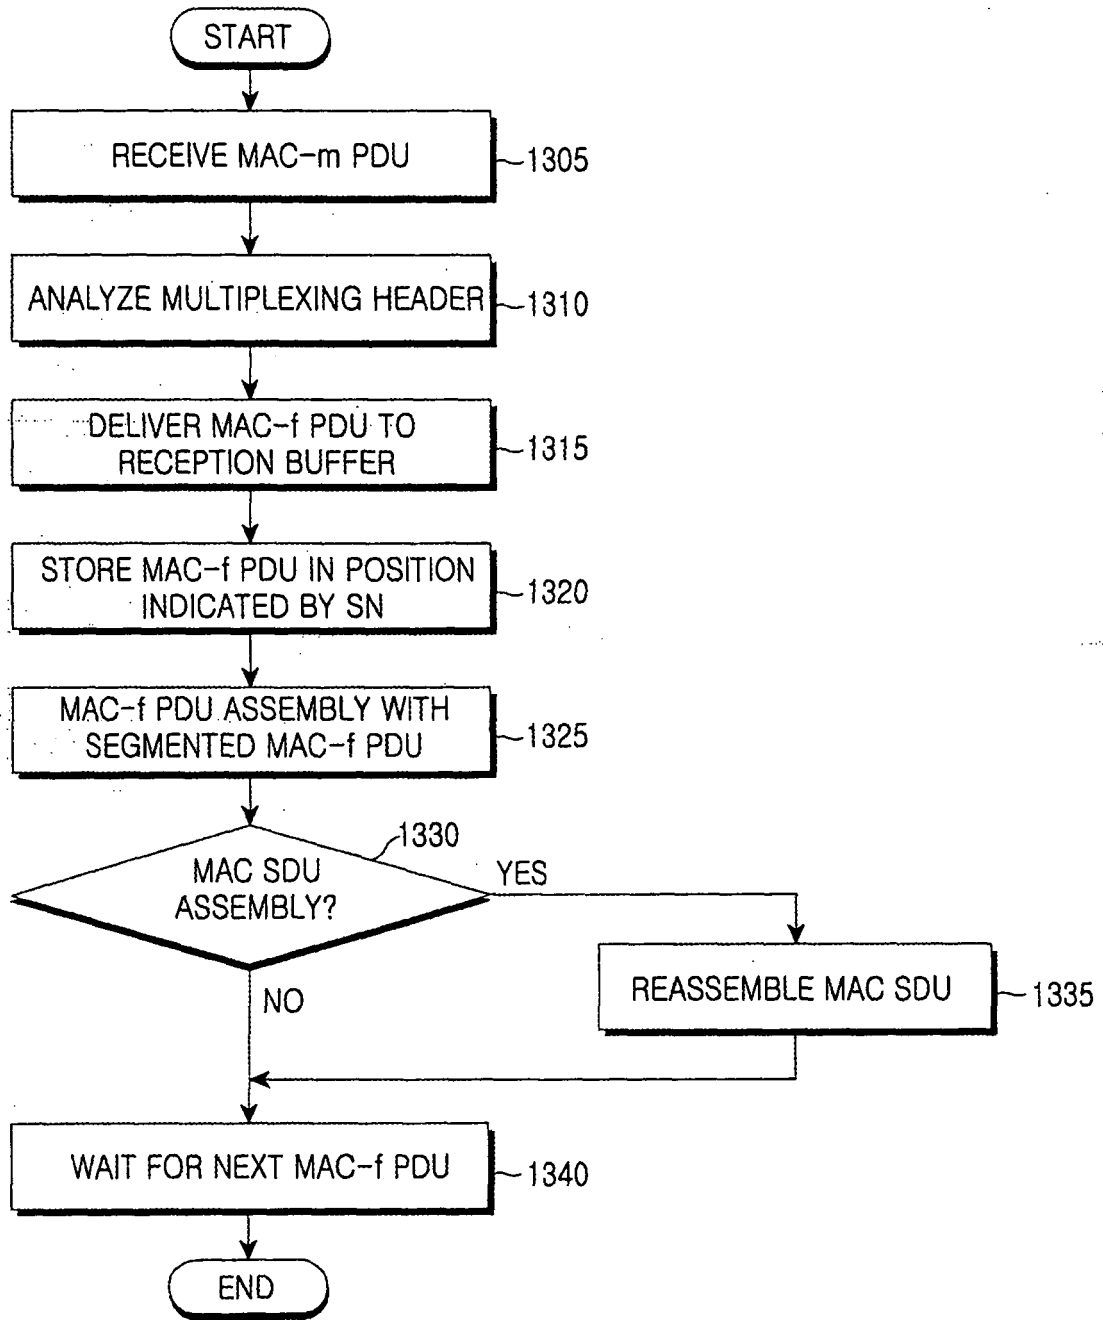 START
RECEIVE MAC-m PDU
1305
ANALYZE MULTIPLEXING HEADER
1310
DELIVER MAC-f PDU TO
RECEPTION BUFFER
1315
STORE MAC-f PDU IN POSITION
INDICATED BY SN
1320
MAC-f PDU ASSEMBLY WITH
SEGMENTED MAC-f PDU
1325
1330
MAC SDU
ASSEMBLY?
YES
REASSEMBLE MAC SDU
1335
NO
WAIT FOR NEXT MAC-f PDU
1340
END